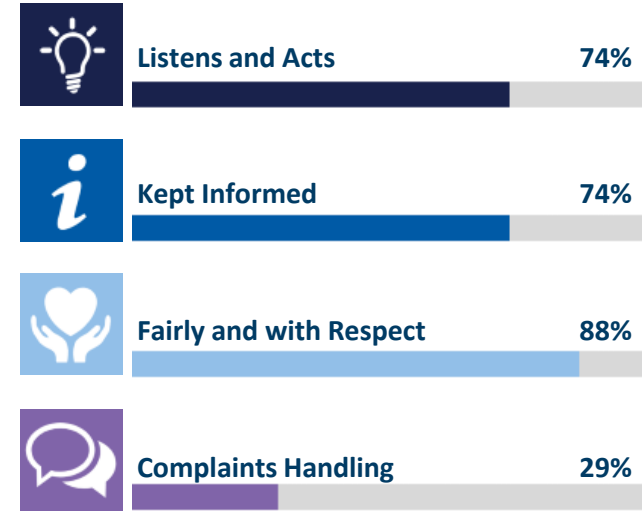 Listens and Acts 74%
Kept Informed 74%
Fairly and with Respect 88%
Complaints Handling 29%